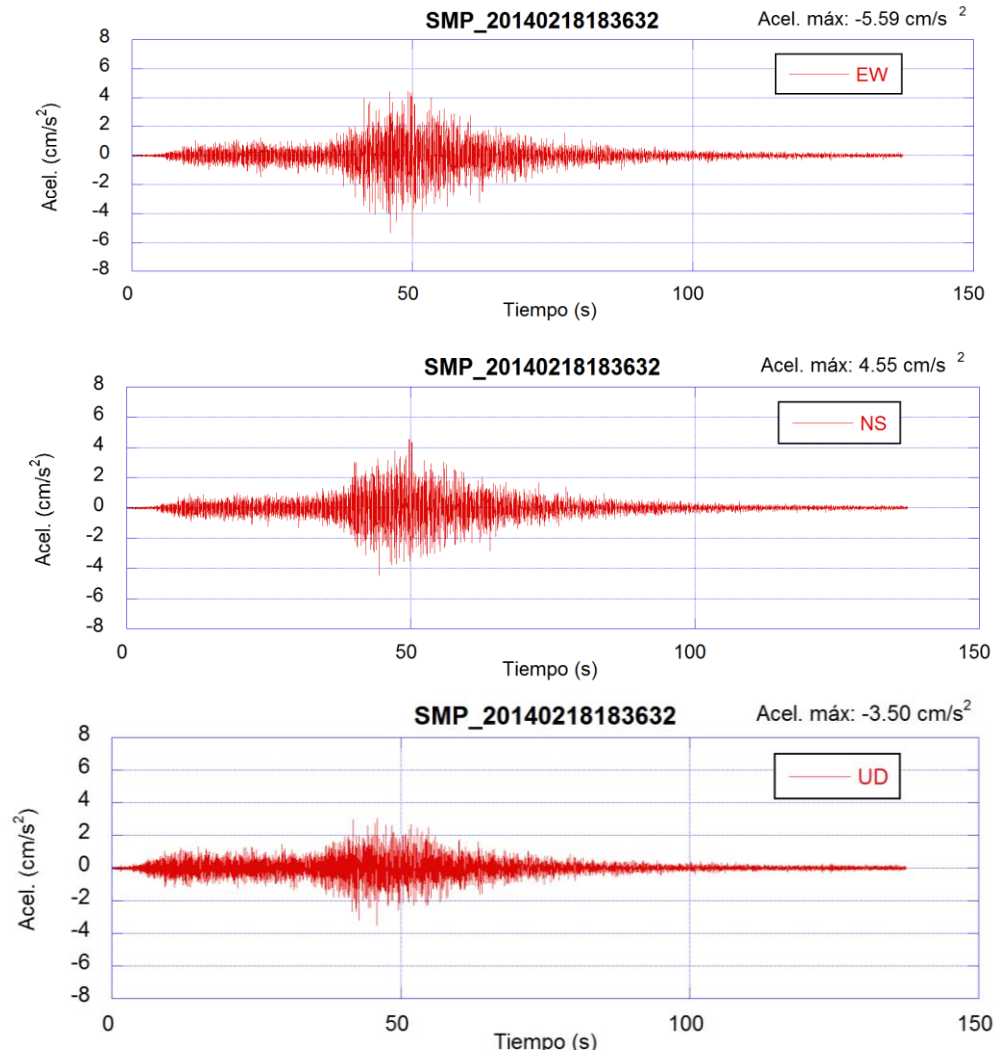 SMP_20140218183632 Acel. máx: -5.59 cm/s 2
EW
Acel. (cm/s2)
8
6
4
2
0
-2
-4
-6
-8
0 50 100 150
Tiempo (s)
SMP_20140218183632 Acel. máx: 4.55 cm/s 2
NS
Acel. (cm/s2)
8
6
4
2
0
-2
-4
-6
-8
0 50 100 150
Tiempo (s)
SMP_20140218183632 Acel. máx: -3.50 cm/s2
UD
Acel. (cm/s2)
8
6
4
2
0
-2
-4
-6
-8
0 50 100 150
Tiempo (s)